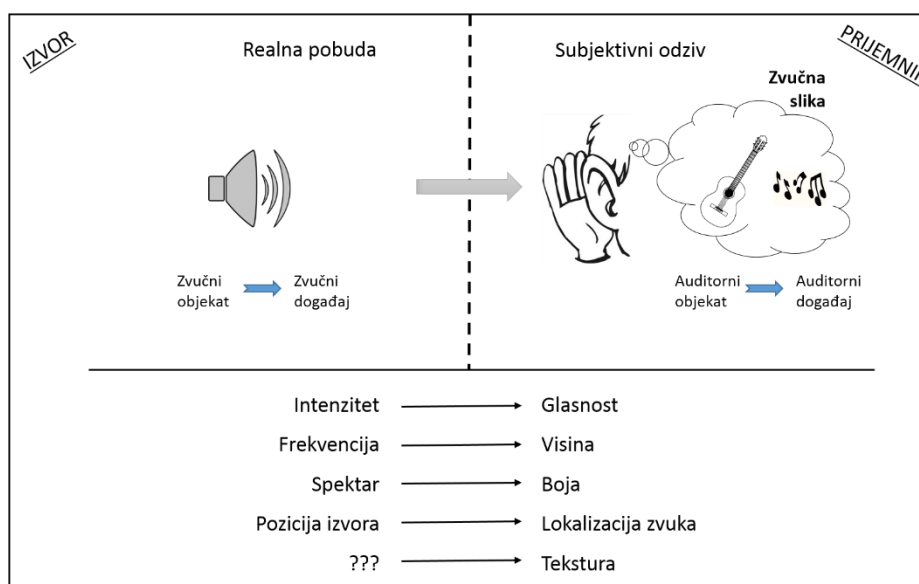 IZVOR
Realna pobuda
Subjektivni odziv
PRIJEMNIK
Zvučna
slika
Zvučni
objekat
Zvučni
događaj
Auditorni
objekat
Auditorni
događaj
Intenzitet
Glasnost
Frekvencija
Visina
Spektar
Boja
Pozicija izvora
Lokalizacija zvuka
???
Tekstura